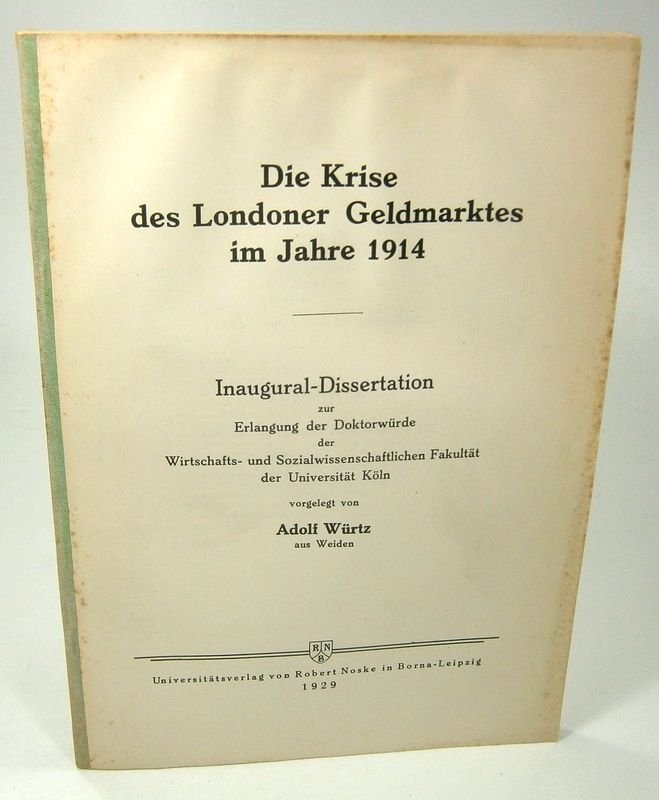 Die Krise
des Londoner Geldmarktes
im Jahre 1914
Inaugural-Dissertation
zur
Erlangung der Doktorwürde
der
Wirtschafts- und Sozialwissenschaftlichen Fakultät
der Universität Köln
vorgelegt von
Adolf Würtz
aus Weiden
R N
B
Universitätsverlag von Robert Noske in Borna-Leipzig
1929